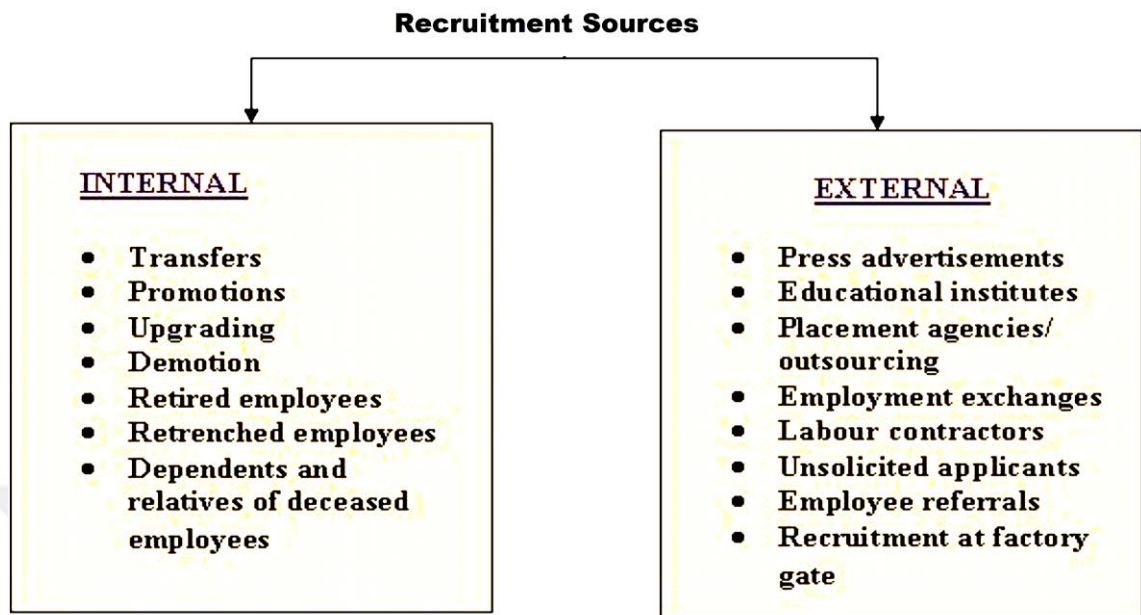 Recruitment Sources
INTERNAL
• Transfers
• Promotions
• Upgrading
• Demotion
• Retired employees
• Retrenched employees
• Dependents and
relatives of deceased
employees
EXTERNAL
• Press advertisements
• Educational institutes
• Placement agencies/
outsourcing
• Employment exchanges
• Labour contractors
• Unsolicited applicants
• Employee referrals
• Recruitment at factory
gate